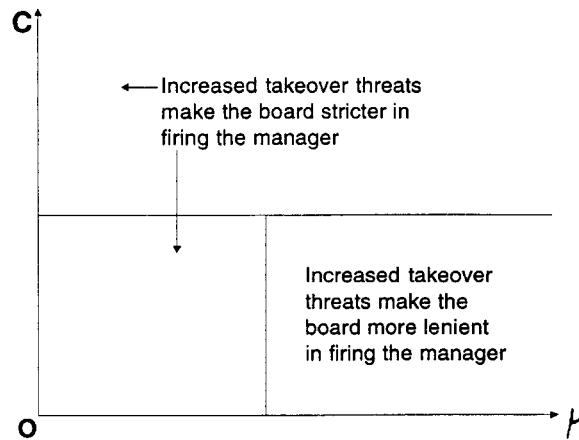 C
Increased takeover threats
make the board stricter in
firing the manager
Increased takeover
threats make the
board more lenient
in firing the manager
O
μ